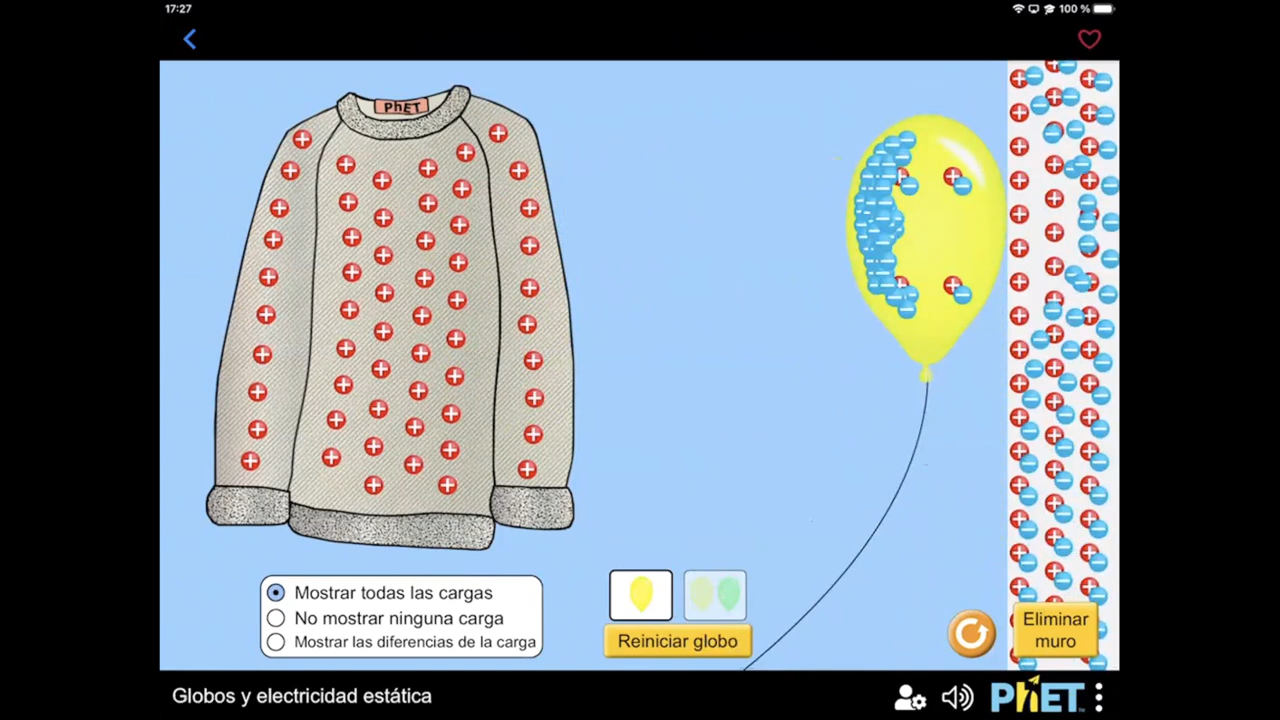 17:27
100 %
PhET
Mostrar todas las cargas
No mostrar ninguna carga
Mostrar las diferencias de la carga
Reiniciar globo
Eliminar
muro
Globos y electricidad estática
PhET